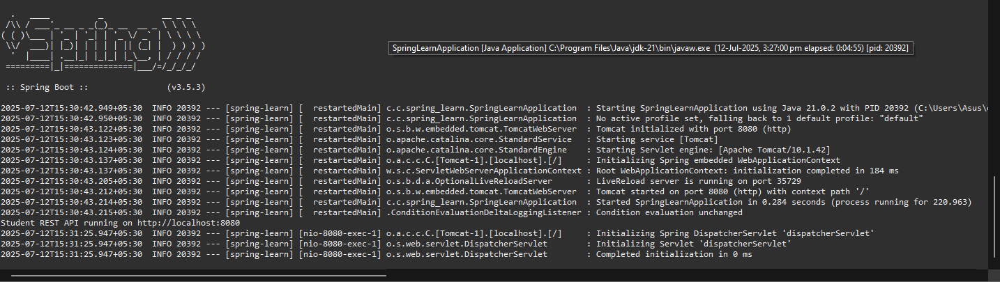 SpringLearnApplication [Java Application] C:\Program Files\Java\jdk-21\bin\javaw.exe (12-Jul-2025, 3:27:00 pm elapsed: 0:04:55) [pid: 20392]
:: Spring Boot ::                (v3.5.3)
2025-07-12T15:30:42.949+05:30  INFO 20392 --- [spring-learn] [  restartedMain] c.c.spring_learn.SpringLearnApplication  : Starting SpringLearnApplication using Java 21.0.2 with PID 20392 (C:\Users\Asus\
2025-07-12T15:30:42.950+05:30  INFO 20392 --- [spring-learn] [  restartedMain] c.c.spring_learn.SpringLearnApplication  : No active profile set, falling back to 1 default profile: "default"
2025-07-12T15:30:43.122+05:30  INFO 20392 --- [spring-learn] [  restartedMain] o.s.b.w.embedded.tomcat.TomcatWebServer  : Tomcat initialized with port 8080 (http)
2025-07-12T15:30:43.123+05:30  INFO 20392 --- [spring-learn] [  restartedMain] o.apache.catalina.core.StandardService   : Starting service [Tomcat]
2025-07-12T15:30:43.124+05:30  INFO 20392 --- [spring-learn] [  restartedMain] o.apache.catalina.core.StandardEngine    : Starting Servlet engine: [Apache Tomcat/10.1.42]
2025-07-12T15:30:43.137+05:30  INFO 20392 --- [spring-learn] [  restartedMain] o.a.c.c.C.[Tomcat-1].[localhost].[/]     : Initializing Spring embedded WebApplicationContext
2025-07-12T15:30:43.137+05:30  INFO 20392 --- [spring-learn] [  restartedMain] w.s.c.ServletWebServerApplicationContext : Root WebApplicationContext: initialization completed in 184 ms
2025-07-12T15:30:43.205+05:30  INFO 20392 --- [spring-learn] [  restartedMain] o.s.b.d.a.OptionalLiveReloadServer       : LiveReload server is running on port 35729
2025-07-12T15:30:43.212+05:30  INFO 20392 --- [spring-learn] [  restartedMain] o.s.b.w.embedded.tomcat.TomcatWebServer  : Tomcat started on port 8080 (http) with context path '/'
2025-07-12T15:30:43.214+05:30  INFO 20392 --- [spring-learn] [  restartedMain] c.c.spring_learn.SpringLearnApplication  : Started SpringLearnApplication in 0.284 seconds (process running for 220.963)
2025-07-12T15:30:43.215+05:30  INFO 20392 --- [spring-learn] [  restartedMain] .ConditionEvaluationDeltaLoggingListener : Condition evaluation unchanged
Student REST API running on http://localhost:8080
2025-07-12T15:31:25.947+05:30  INFO 20392 --- [spring-learn] [nio-8080-exec-1] o.a.c.c.C.[Tomcat-1].[localhost].[/]     : Initializing Spring DispatcherServlet 'dispatcherServlet'
2025-07-12T15:31:25.947+05:30  INFO 20392 --- [spring-learn] [nio-8080-exec-1] o.s.web.servlet.DispatcherServlet        : Initializing Servlet 'dispatcherServlet'
2025-07-12T15:31:25.947+05:30  INFO 20392 --- [spring-learn] [nio-8080-exec-1] o.s.web.servlet.DispatcherServlet        : Completed initialization in 0 ms